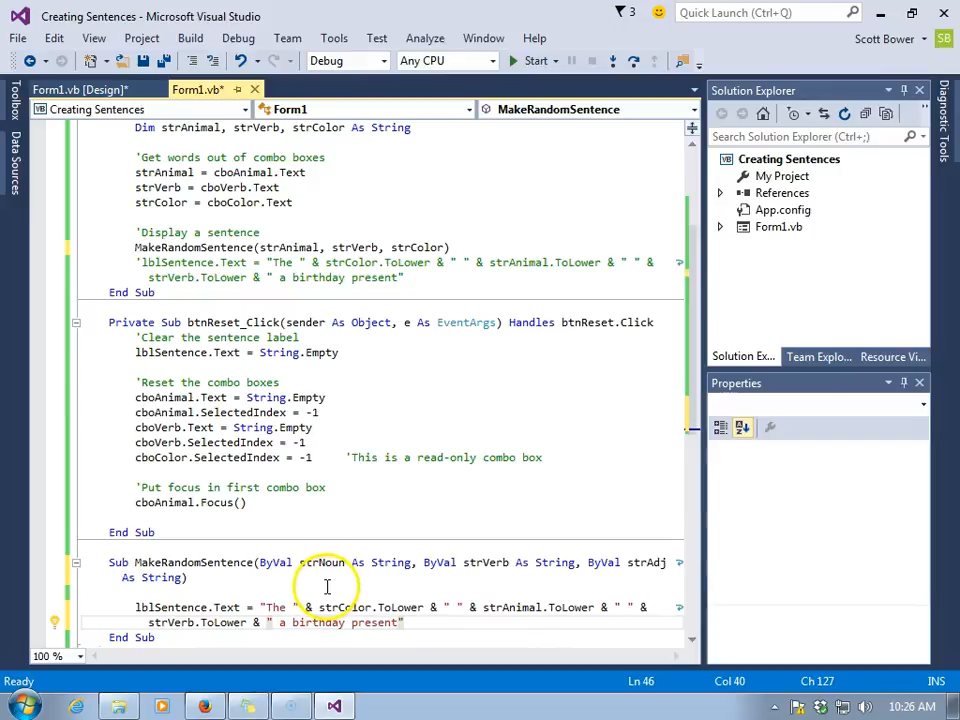 Creating Sentences - Microsoft Visual Studio
3
Quick Launch (Ctrl+Q)
File Edit View Project Build Debug Team Tools Test Analyze Window Help
Scott Bower SB
Debug Any CPU Start
Toolbox
Data Sources
Form1.vb [Design]* Form1.vb*
Creating Sentences Form1 MakeRandomSentence
Dim strAnimal, strVerb, strColor As String
'Get words out of combo boxes
strAnimal = cboAnimal.Text
strVerb = cboVerb.Text
strColor = cboColor.Text
'Display a sentence
MakeRandomSentence(strAnimal, strVerb, strColor)
'lblSentence.Text = "The " & strColor.ToLower & " " & strAnimal.ToLower & " " &
strVerb.ToLower & " a birthday present"
End Sub
Private Sub btnReset_Click(sender As Object, e As EventArgs) Handles btnReset.Click
'Clear the sentence label
lblSentence.Text = String.Empty
'Reset the combo boxes
cboAnimal.Text = String.Empty
cboAnimal.SelectedIndex = -1
cboVerb.Text = String.Empty
cboVerb.SelectedIndex = -1
cboColor.SelectedIndex = -1 'This is a read-only combo box
'Put focus in first combo box
cboAnimal.Focus()
End Sub
Sub MakeRandomSentence(ByVal strNoun As String, ByVal strVerb As String, ByVal strAdj
As String)
lblSentence.Text = "The " & strColor.ToLower & " " & strAnimal.ToLower & " " &
strVerb.ToLower & " a birthday present"
End Sub
100 %
Solution Explorer
Search Solution Explorer (Ctrl+;)
Creating Sentences
My Project
References
App.config
Form1.vb
Solution Ex... Team Explo... Resource Vi...
Properties
Diagnostic Tools
Ready Ln 46 Col 40 Ch 127 INS
10:26 AM